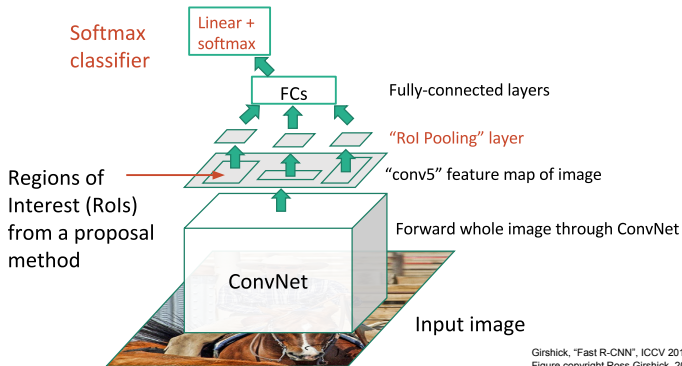 Softmax
classifier
Linear +
softmax
FCs
Fully-connected layers
“RoI Pooling” layer
“conv5” feature map of image
Regions of
Interest (RoIs)
from a proposal
method
Forward whole image through ConvNet
ConvNet
Input image
Girshick, “Fast R-CNN”, ICCV 201
Figure copyright Ross Girshick, 20